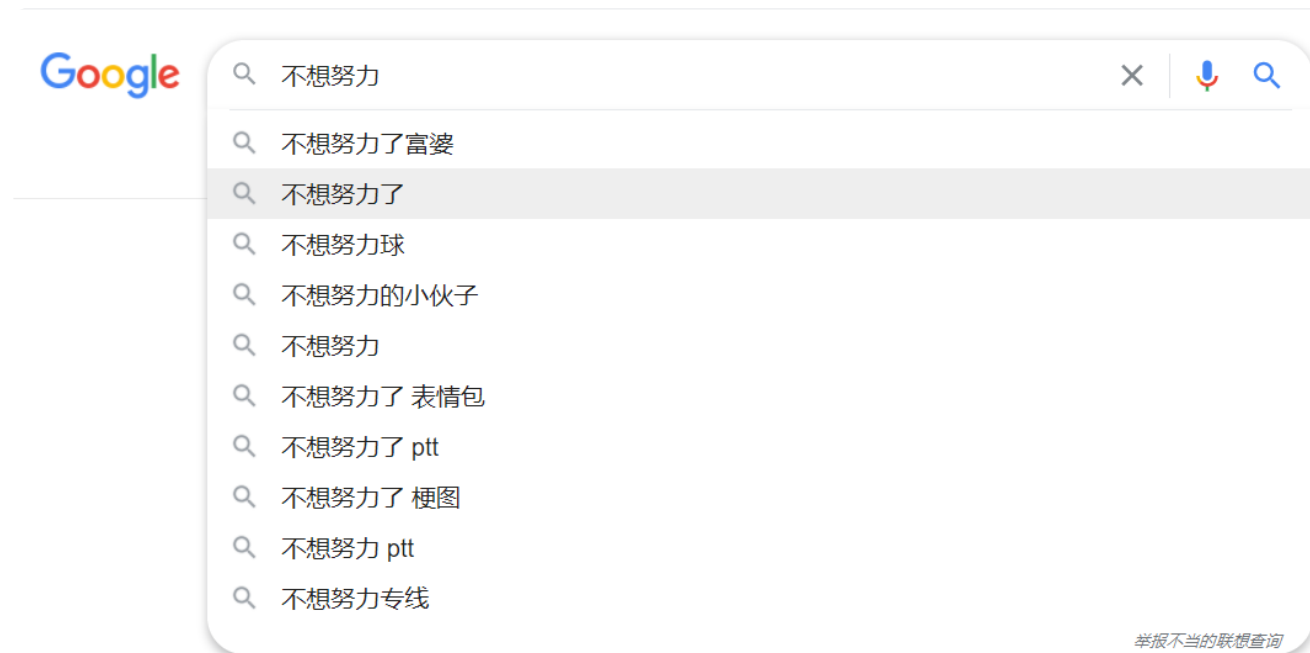 Google
不想努力
不想努力了富婆
不想努力了
不想努力球
不想努力的小伙子
不想努力
不想努力了 表情包
不想努力了 ptt
不想努力了 梗图
不想努力 ptt
不想努力专线
举报不当的联想查询